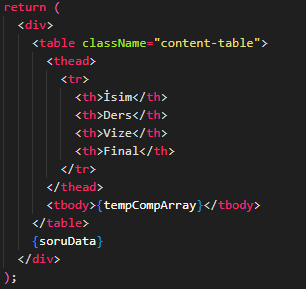 return (
<div>
<table className="content-table">
<thead>
<tr>
<th>İsim</th>
<th>Ders</th>
<th>Vize</th>
<th>Final</th>
</tr>
</thead>
<tbody>{tempCompArray}</tbody>
</table>
{soruData}
</div>
);